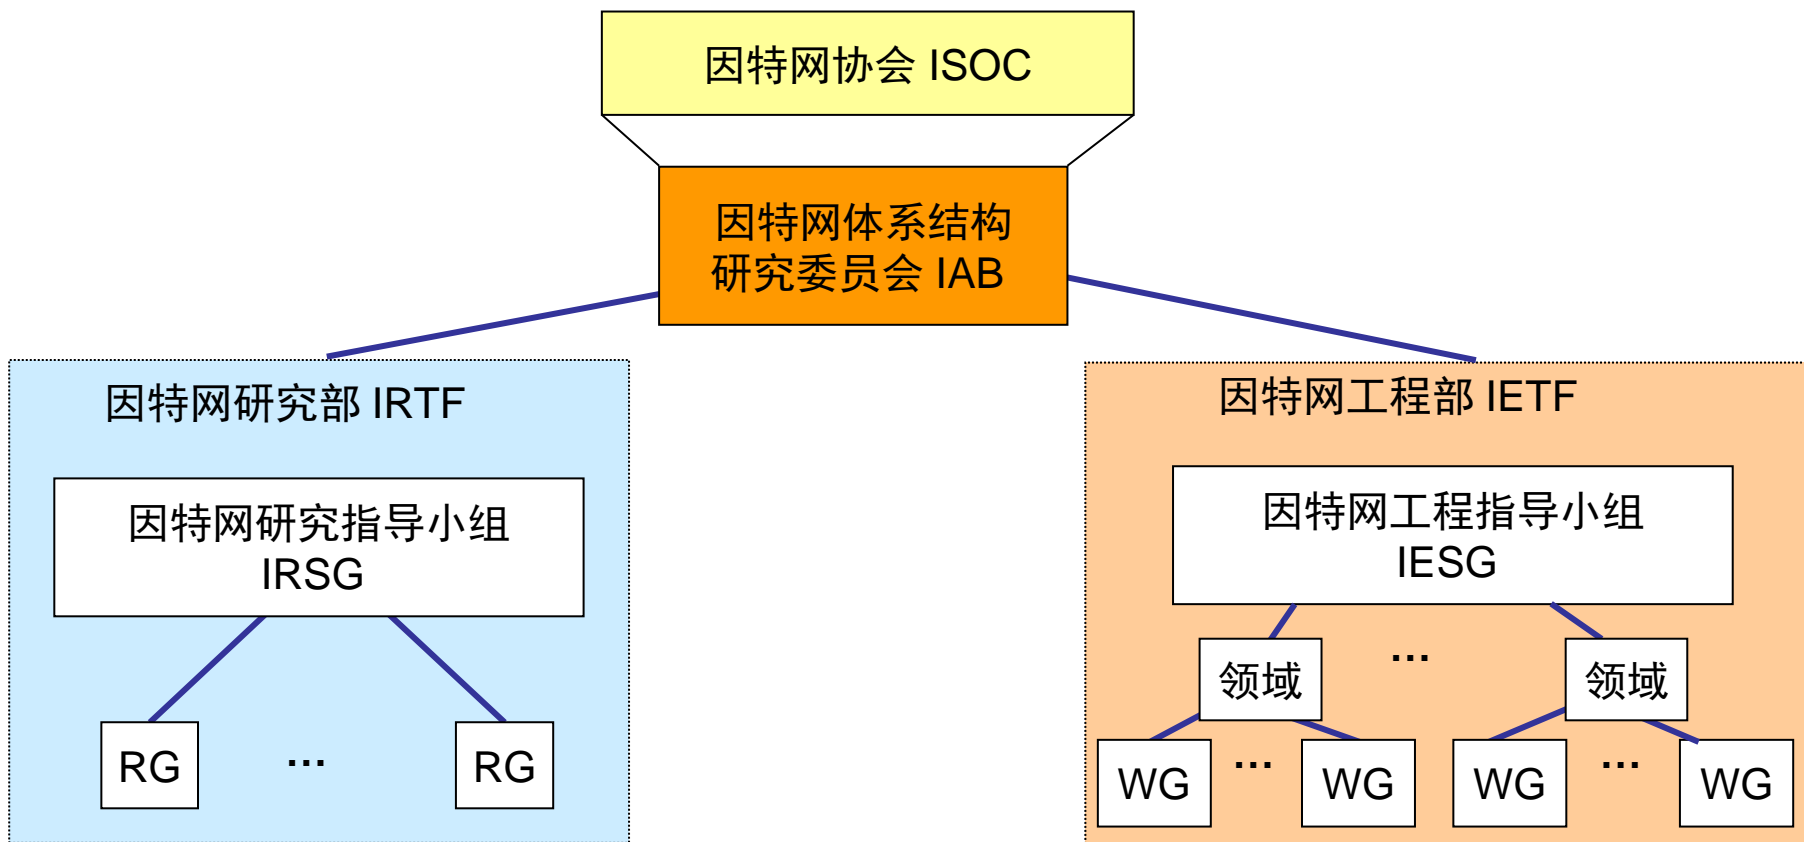 因特网协会 ISOC
因特网体系结构
研究委员会 IAB
因特网研究部 IRTF
因特网研究指导小组
IRSG
RG
…
RG
因特网工程部 IETF
因特网工程指导小组
IESG
领域
…
领域
WG
…
WG
WG
…
WG